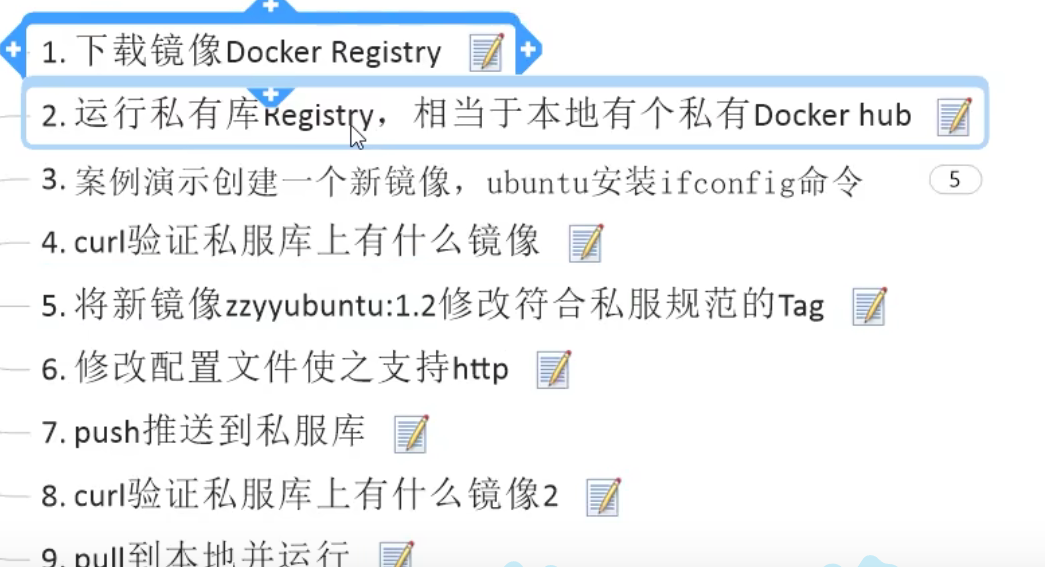 1. 下载镜像Docker Registry
2. 运行私有库Registry，相当于本地有个私有Docker hub
3. 案例演示创建一个新镜像，ubuntu安装ifconfig命令 5
4. curl验证私服库上有什么镜像
5. 将新镜像zzyyubuntu:1.2修改符合私服规范的Tag
6. 修改配置文件使之支持http
7. push推送到私服库
8. curl验证私服库上有什么镜像2
9. pull到本地并运行